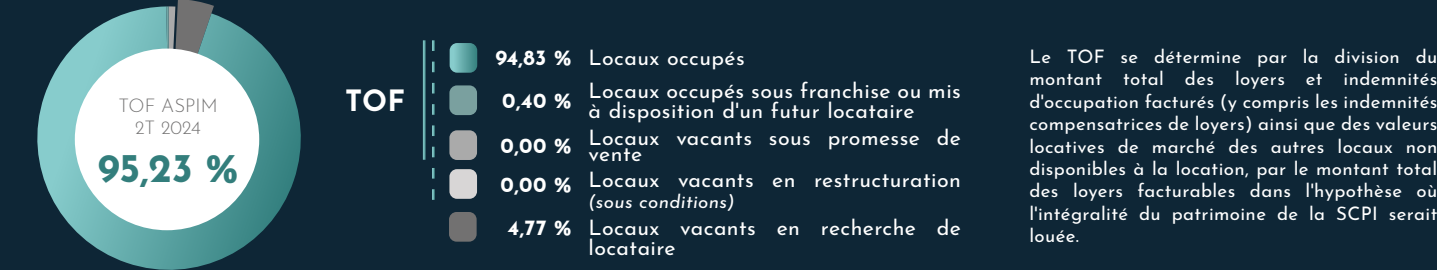 TOF ASPIM
2T 2024
95,23 %
TOF
94,83 % Locaux occupés
0,40 % Locaux occupés sous franchise ou mis
à disposition d'un futur locataire
0,00 % Locaux vacants sous promesse de
vente
0,00 % Locaux vacants en restructuration
(sous conditions)
4,77 % Locaux vacants en recherche de
locataire
Le TOF se détermine par la division du
montant total des loyers et indemnités
d'occupation facturés (y compris les indemnités
compensatrices de loyers) ainsi que des valeurs
locatives de marché des autres locaux non
disponibles à la location, par le montant total
des loyers facturables dans l'hypothèse où
l'intégralité du patrimoine de la SCPI serait
louée.